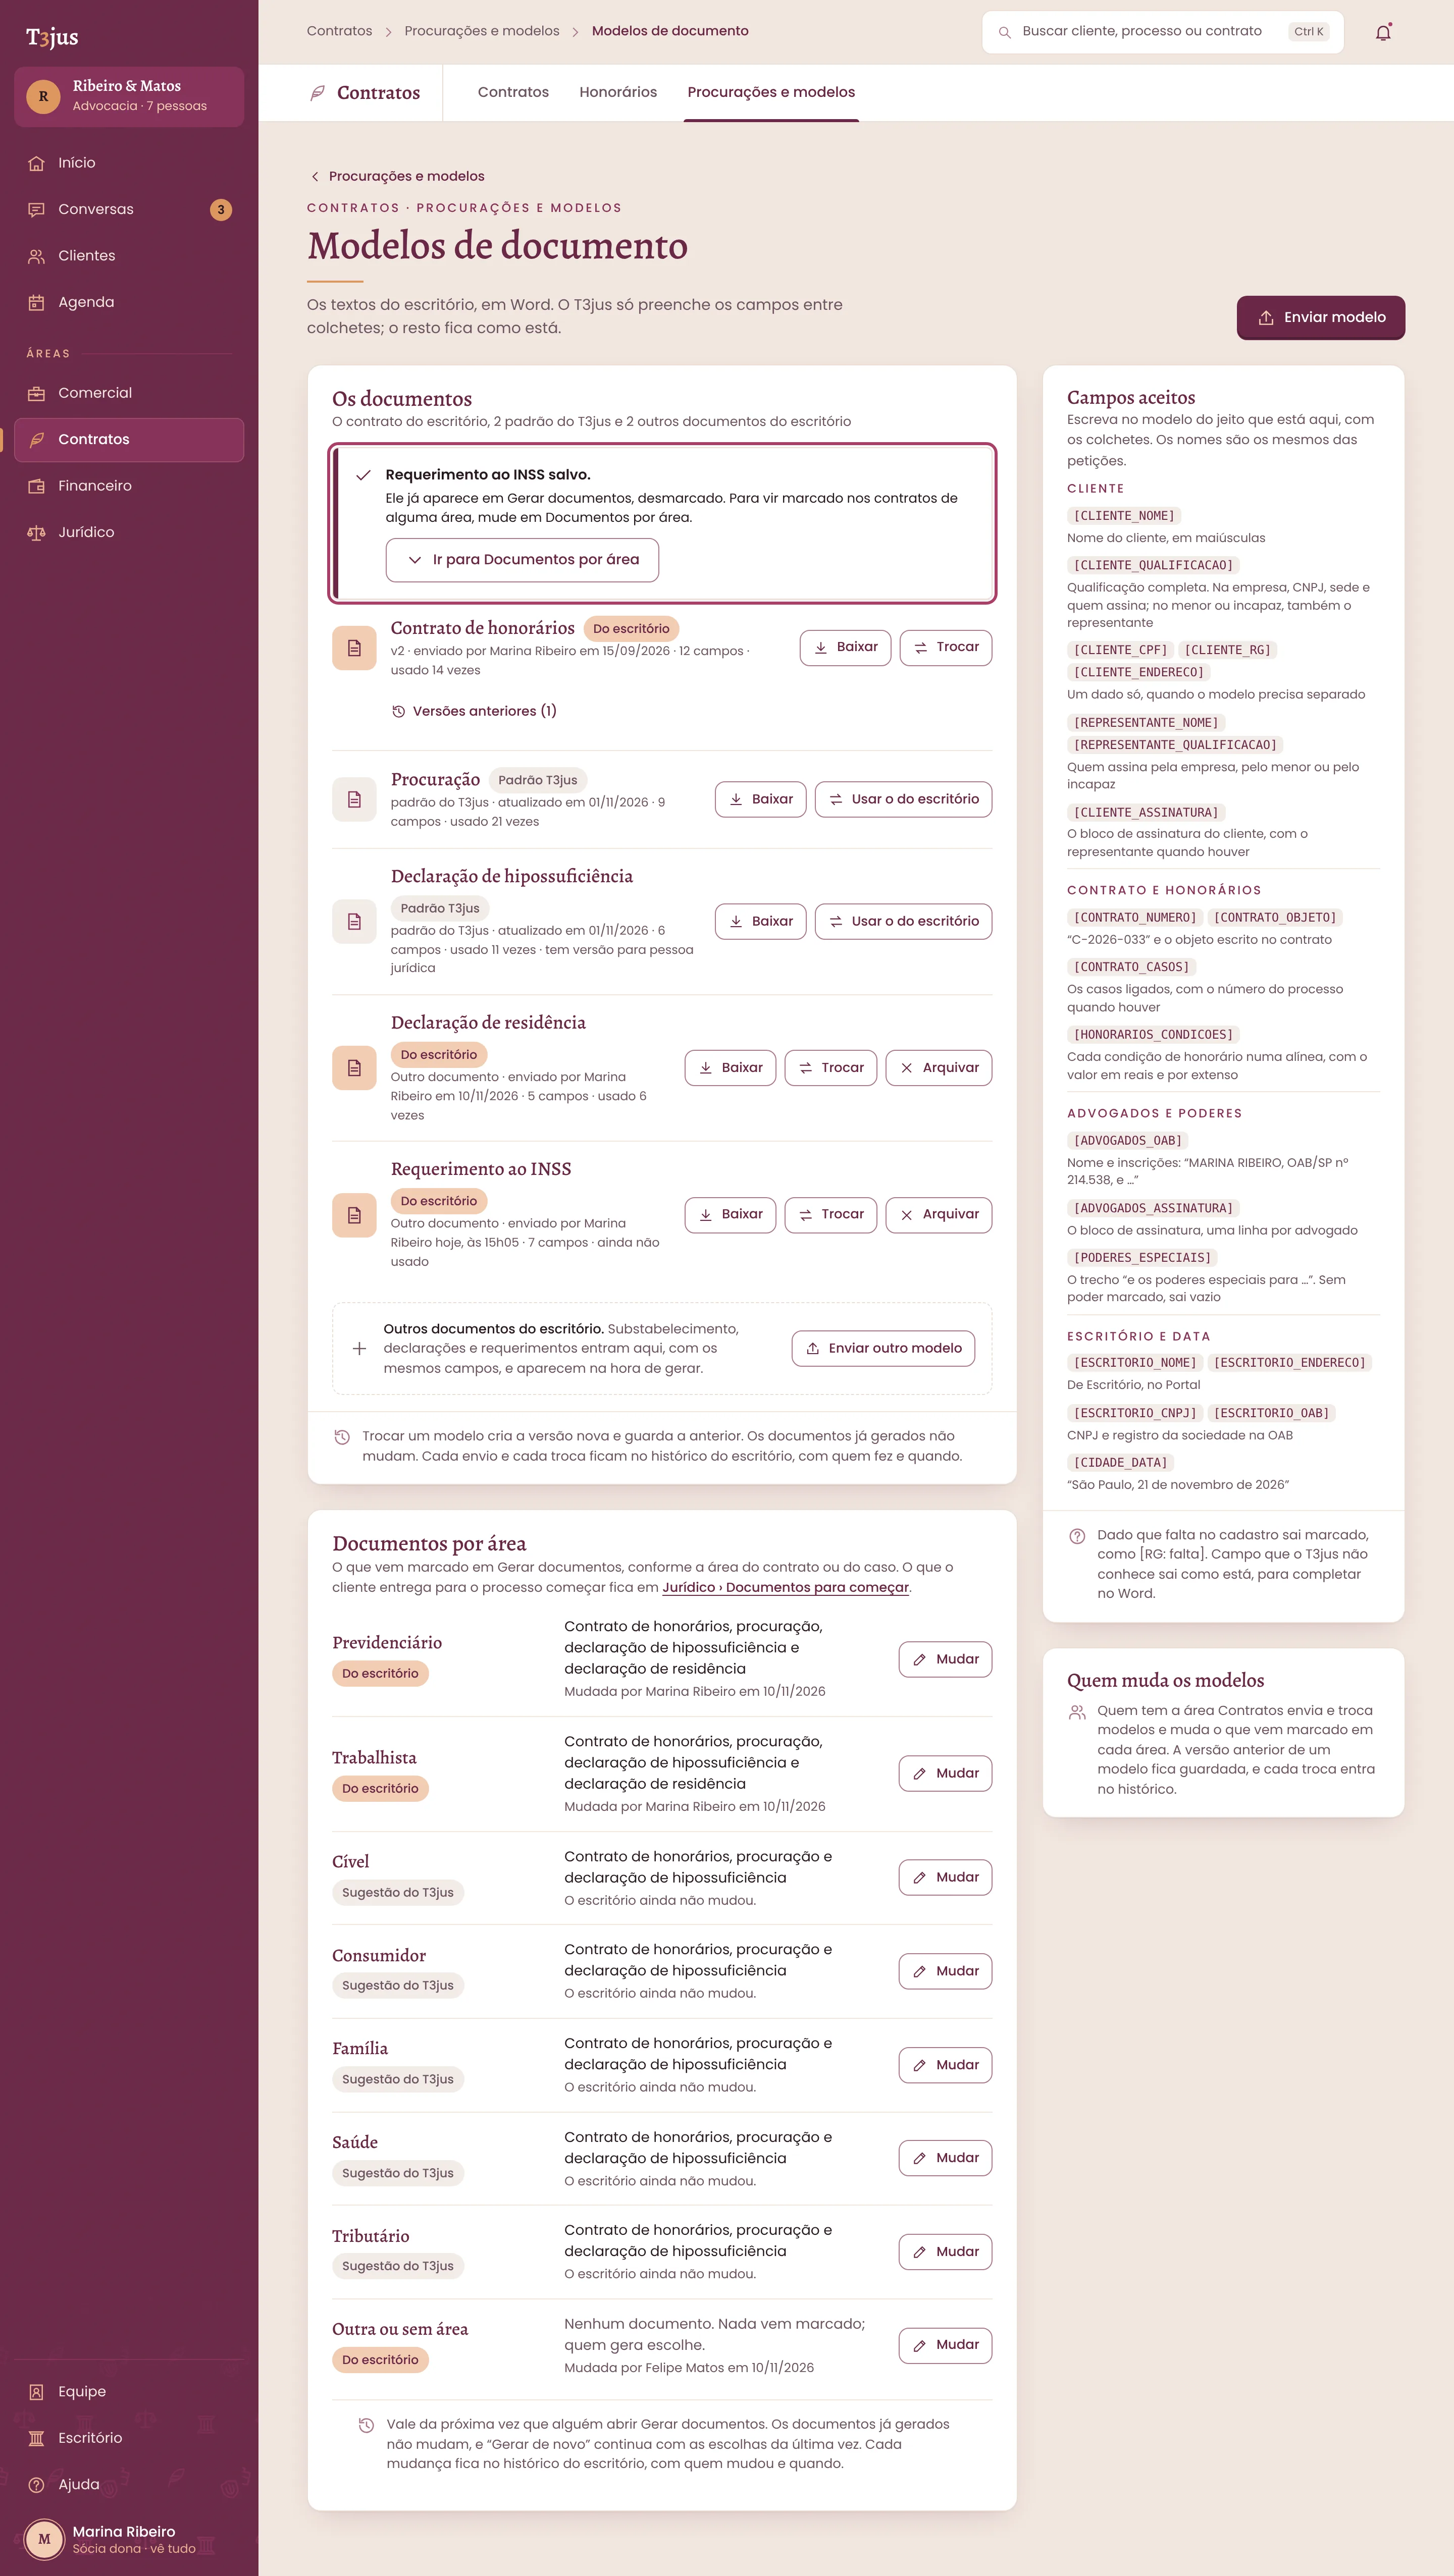 T3jus
R
Ribeiro & Matos
Advocacia · 7 pessoas
Início
Conversas
3
Clientes
Agenda
ÁREAS
Comercial
Contratos
Financeiro
Jurídico
Equipe
Escritório
Ajuda
M
Marina Ribeiro
Sócia dona · vê tudo
Contratos
Procurações e modelos
Modelos de documento
Buscar cliente, processo ou contrato
Ctrl K
Contratos
Contratos
Honorários
Procurações e modelos
Procurações e modelos
CONTRATOS · PROCURAÇÕES E MODELOS
Modelos de documento
Os textos do escritório, em Word. O T3jus só preenche os campos entre
colchetes; o resto fica como está.
Enviar modelo
Os documentos
O contrato do escritório, 2 padrão do T3jus e 2 outros documentos do escritório
Requerimento ao INSS salvo.
Ele já aparece em Gerar documentos, desmarcado. Para vir marcado nos contratos de
alguma área, mude em Documentos por área.
Ir para Documentos por área
Contrato de honorários
Do escritório
v2 · enviado por Marina Ribeiro em 15/09/2026 · 12 campos ·
usado 14 vezes
Baixar
Trocar
Versões anteriores (1)
Procuração
Padrão T3jus
padrão do T3jus · atualizado em 01/11/2026 · 9
campos · usado 21 vezes
Baixar
Usar o do escritório
Declaração de hipossuficiência
Padrão T3jus
padrão do T3jus · atualizado em 01/11/2026 · 6
campos · usado 11 vezes · tem versão para pessoa
jurídica
Baixar
Usar o do escritório
Declaração de residência
Do escritório
Outro documento · enviado por Marina
Ribeiro em 10/11/2026 · 5 campos · usado 6
vezes
Baixar
Trocar
Arquivar
Requerimento ao INSS
Do escritório
Outro documento · enviado por Marina
Ribeiro hoje, às 15h05 · 7 campos · ainda não
usado
Baixar
Trocar
Arquivar
Outros documentos do escritório. Substabelecimento,
declarações e requerimentos entram aqui, com os
mesmos campos, e aparecem na hora de gerar.
Enviar outro modelo
Trocar um modelo cria a versão nova e guarda a anterior. Os documentos já gerados não
mudam. Cada envio e cada troca ficam no histórico do escritório, com quem fez e quando.
Documentos por área
O que vem marcado em Gerar documentos, conforme a área do contrato ou do caso. O que o
cliente entrega para o processo começar fica em Jurídico › Documentos para começar.
Previdenciário
Do escritório
Contrato de honorários, procuração,
declaração de hipossuficiência e
declaração de residência
Mudada por Marina Ribeiro em 10/11/2026
Mudar
Trabalhista
Do escritório
Contrato de honorários, procuração,
declaração de hipossuficiência e
declaração de residência
Mudada por Marina Ribeiro em 10/11/2026
Mudar
Cível
Sugestão do T3jus
Contrato de honorários, procuração e
declaração de hipossuficiência
O escritório ainda não mudou.
Mudar
Consumidor
Sugestão do T3jus
Contrato de honorários, procuração e
declaração de hipossuficiência
O escritório ainda não mudou.
Mudar
Família
Sugestão do T3jus
Contrato de honorários, procuração e
declaração de hipossuficiência
O escritório ainda não mudou.
Mudar
Saúde
Sugestão do T3jus
Contrato de honorários, procuração e
declaração de hipossuficiência
O escritório ainda não mudou.
Mudar
Tributário
Sugestão do T3jus
Contrato de honorários, procuração e
declaração de hipossuficiência
O escritório ainda não mudou.
Mudar
Outra ou sem área
Do escritório
Nenhum documento. Nada vem marcado;
quem gera escolhe.
Mudada por Felipe Matos em 10/11/2026
Mudar
Vale da próxima vez que alguém abrir Gerar documentos. Os documentos já gerados
não mudam, e “Gerar de novo” continua com as escolhas da última vez. Cada
mudança fica no histórico do escritório, com quem mudou e quando.
Campos aceitos
Escreva no modelo do jeito que está aqui, com
os colchetes. Os nomes são os mesmos das
petições.
CLIENTE
[CLIENTE_NOME]
Nome do cliente, em maiúsculas
[CLIENTE_QUALIFICACAO]
Qualificação completa. Na empresa, CNPJ, sede e
quem assina; no menor ou incapaz, também o
representante
[CLIENTE_CPF] [CLIENTE_RG]
[CLIENTE_ENDERECO]
Um dado só, quando o modelo precisa separado
[REPRESENTANTE_NOME]
[REPRESENTANTE_QUALIFICACAO]
Quem assina pela empresa, pelo menor ou pelo
incapaz
[CLIENTE_ASSINATURA]
O bloco de assinatura do cliente, com o
representante quando houver
CONTRATO E HONORÁRIOS
[CONTRATO_NUMERO] [CONTRATO_OBJETO]
“C-2026-033” e o objeto escrito no contrato
[CONTRATO_CASOS]
Os casos ligados, com o número do processo
quando houver
[HONORARIOS_CONDICOES]
Cada condição de honorário numa alínea, com o
valor em reais e por extenso
ADVOGADOS E PODERES
[ADVOGADOS_OAB]
Nome e inscrições: “MARINA RIBEIRO, OAB/SP nº
214.538, e …”
[ADVOGADOS_ASSINATURA]
O bloco de assinatura, uma linha por advogado
[PODERES_ESPECIAIS]
O trecho “e os poderes especiais para …”. Sem
poder marcado, sai vazio
ESCRITÓRIO E DATA
[ESCRITORIO_NOME] [ESCRITORIO_ENDERECO]
De Escritório, no Portal
[ESCRITORIO_CNPJ] [ESCRITORIO_OAB]
CNPJ e registro da sociedade na OAB
[CIDADE_DATA]
“São Paulo, 21 de novembro de 2026”
Dado que falta no cadastro sai marcado,
como [RG: falta]. Campo que o T3jus não
conhece sai como está, para completar
no Word.
Quem muda os modelos
Quem tem a área Contratos envia e troca
modelos e muda o que vem marcado em
cada área. A versão anterior de um
modelo fica guardada, e cada troca entra
no histórico.